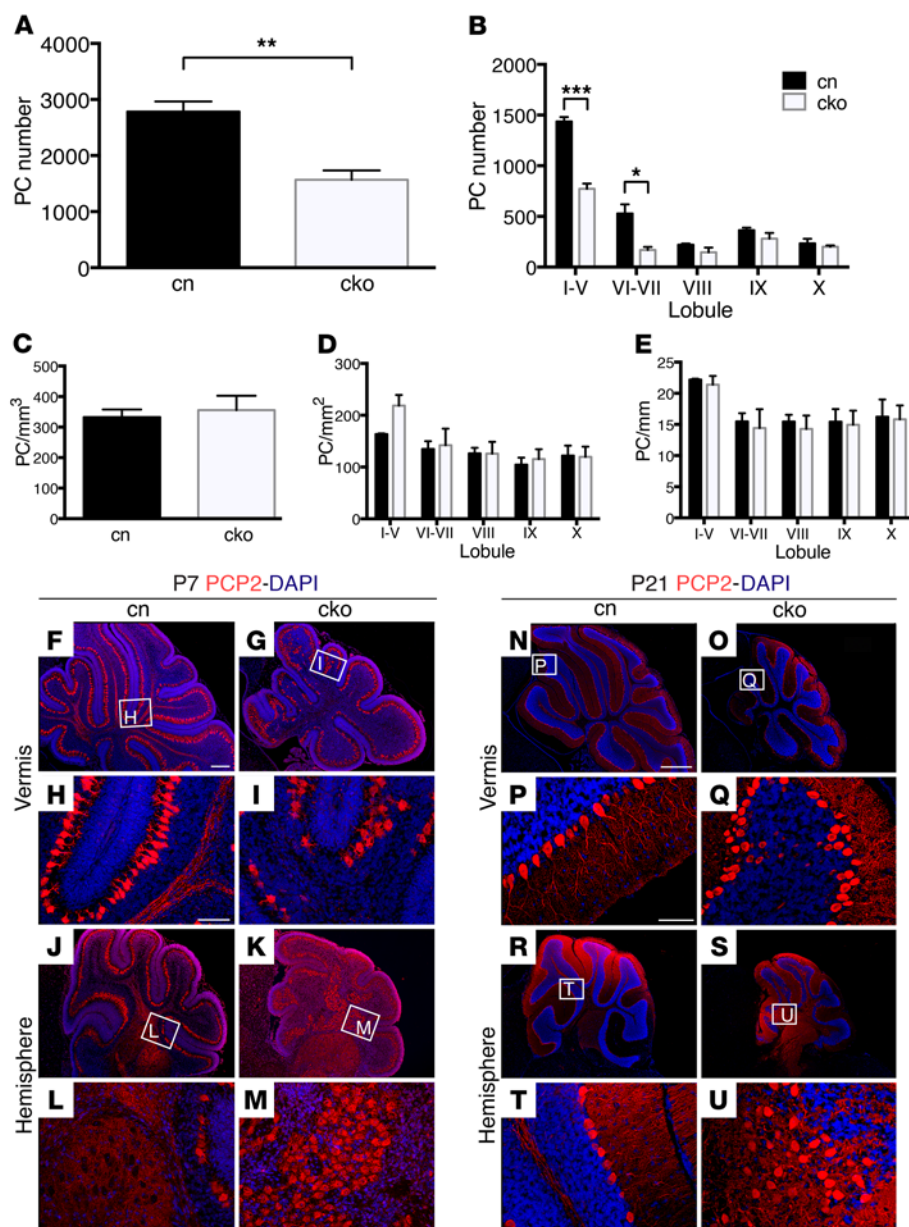 A
B
4000
3000
2000
1000
0
PC number
**
cn
cko
2000
1500
1000
500
0
PC number
***
*
cn
cko
I-V
VI-VII
VIII
IX
X
Lobule
C
D
E
500
400
300
200
100
0
PC/mm3
cn
cko
300
200
100
0
PC/mm2
I-V
VI-VII
VIII
IX
X
Lobule
25
20
15
10
5
0
PC/mm
I-V
VI-VII
VIII
IX
X
Lobule
P7 PCP2-DAPI
cn
cko
P21 PCP2-DAPI
cn
cko
Vermis
F
H
G
I
H
I
Hemisphere
J
L
K
M
L
M
Vermis
N
P
O
Q
P
Q
Hemisphere
R
T
S
U
T
U